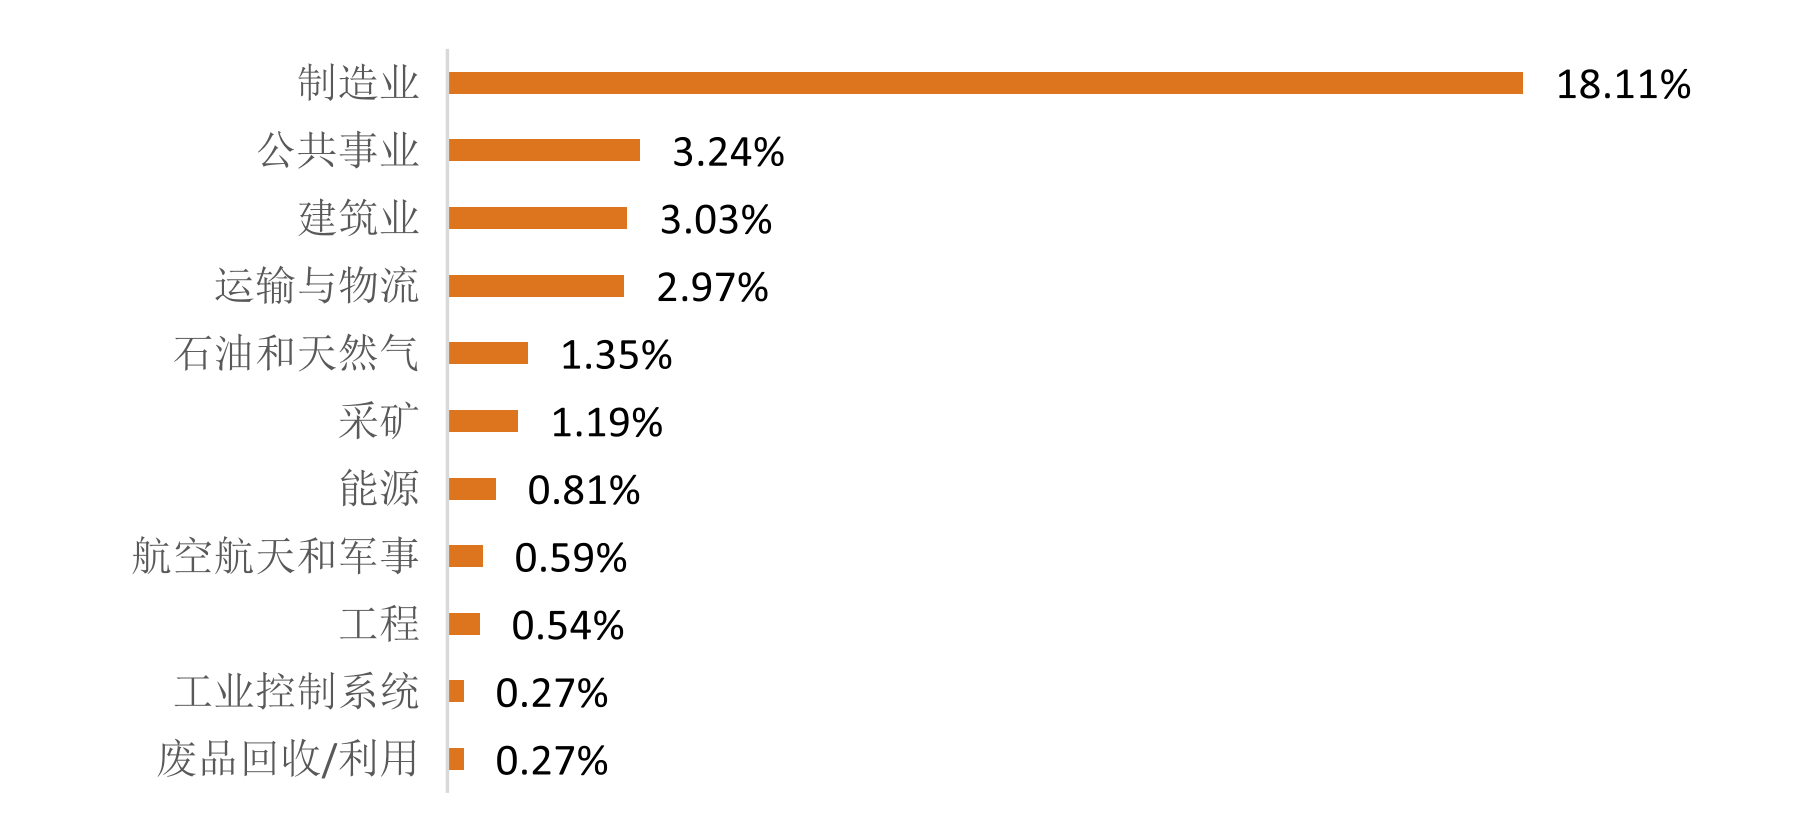 制造业 18.11%
公共事业 3.24%
建筑业 3.03%
运输与物流 2.97%
石油和天然气 1.35%
采矿 1.19%
能源 0.81%
航空航天和军事 0.59%
工程 0.54%
工业控制系统 0.27%
废品回收/利用 0.27%